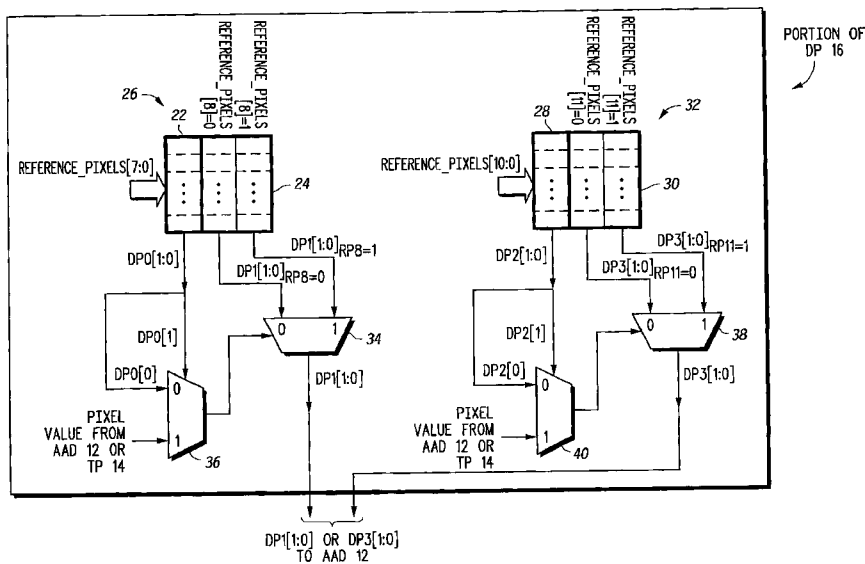 PORTION OF
DP 16
26
22
REFERENCE_PIXELS
[8]=0
REFERENCE_PIXELS
[8]=1
REFERENCE_PIXELS[7:0]
24
DP0[1:0]
DP1[1:0]RP8=1
DP1[1:0]RP8=0
0 1
34
DP0[1]
DP0[0]
0
1
PIXEL
VALUE FROM
AAD 12 OR
TP 14
36
DP1[1:0]
28
REFERENCE_PIXELS
[11]=0
REFERENCE_PIXELS
[11]=1
32
REFERENCE_PIXELS[10:0]
30
DP2[1:0]
DP3[1:0]RP11=1
DP3[1:0]RP11=0
0 1
38
DP2[1]
DP2[0]
0
1
PIXEL
VALUE FROM
AAD 12 OR
TP 14
40
DP3[1:0]
DP1[1:0] OR DP3[1:0]
TO AAD 12